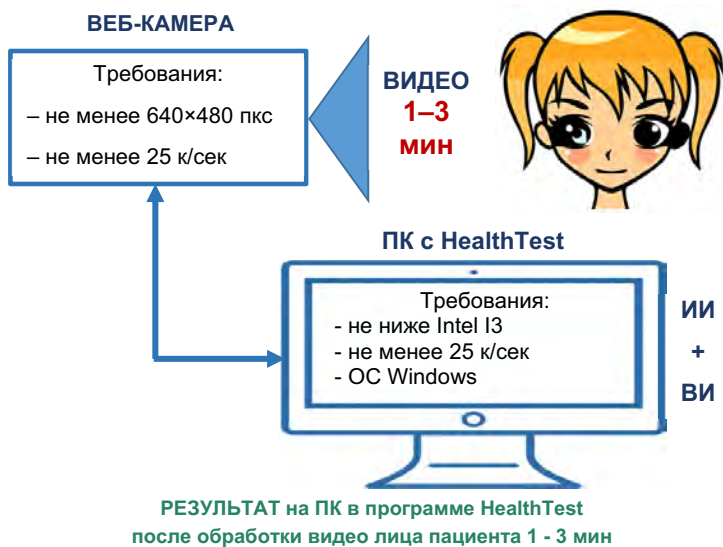 ВЕБ-КАМЕРА
Требования:
– не менее 640×480 пкс
– не менее 25 к/сек
ВИДЕО
1–3
мин
ПК с HealthTest
Требования:
- не ниже Intel I3
- не менее 25 к/сек
- ОС Windows
ИИ
+
ВИ
РЕЗУЛЬТАТ на ПК в программе HealthTest
после обработки видео лица пациента 1 - 3 мин